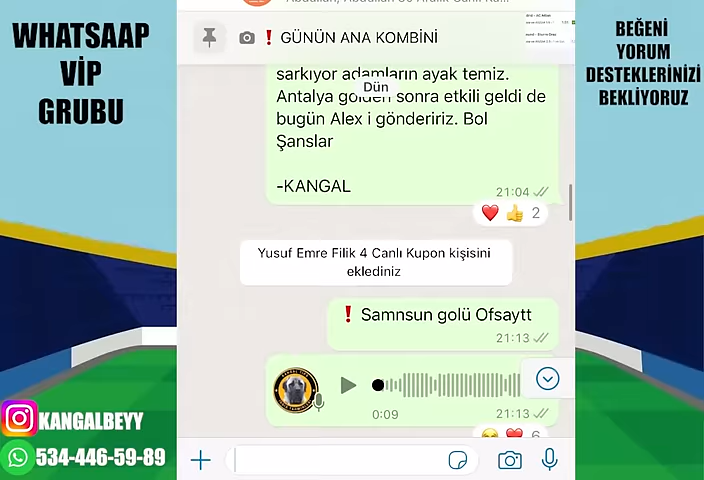 WHATSAAP
VİP
GRUBU
BEĞENİ
YORUM
DESTEKLERİNİZİ
BEKLİYORUZ
❗ GÜNÜN ANA KOMBİNİ
sarkıyor adamların ayak temiz.
Dün
Antalya golden sonra etkili geldi de
bugün Alex i göndeririz. Bol
Şanslar
-KANGAL
21:04
❤️ 👍 2
Yusuf Emre Filik 4 Canlı Kupon kişisini
eklediniz
❗ Samnsun golü Ofsaytt
21:13
0:09
21:13
😂 ❤️ 6
KANGALBEYY
534-446-59-89